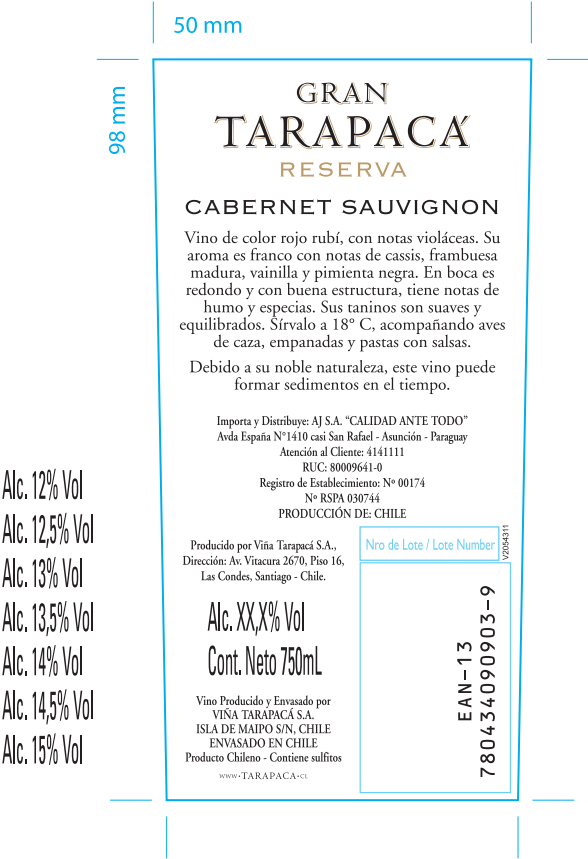 50 mm
98 mm
GRAN
TARAPACÁ
RESERVA
CABERNET SAUVIGNON
Vino de color rojo rubí, con notas violáceas. Su
aroma es franco con notas de cassis, frambuesa
madura, vainilla y pimienta negra. En boca es
redondo y con buena estructura, tiene notas de
humo y especias. Sus taninos son suaves y
equilibrados. Sírvalo a 18° C, acompañando aves
de caza, empanadas y pastas con salsas.
Debido a su noble naturaleza, este vino puede
formar sedimentos en el tiempo.
Importa y Distribuye: AJ S.A. “CALIDAD ANTE TODO”
Avda España N°1410 casi San Rafael - Asunción - Paraguay
Atención al Cliente: 4141111
RUC: 80009641-0
Registro de Establecimiento: Nº 00174
Nº RSPA 030744
PRODUCCIÓN DE: CHILE
Producido por Viña Tarapacá S.A.,
Dirección: Av. Vitacura 2670, Piso 16,
Las Condes, Santiago - Chile.
Alc. XX,X% Vol
Cont. Neto 750mL
Vino Producido y Envasado por
VIÑA TARAPACÁ S.A.
ISLA DE MAIPO S/N, CHILE
ENVASADO EN CHILE
Producto Chileno - Contiene sulfitos
WWW•TARAPACA•CL
Nro de Lote / Lote Number
V2054311
EAN-13
7804340909039-9
Alc. 12% Vol
Alc. 12,5% Vol
Alc. 13% Vol
Alc. 13,5% Vol
Alc. 14% Vol
Alc. 14,5% Vol
Alc. 15% Vol